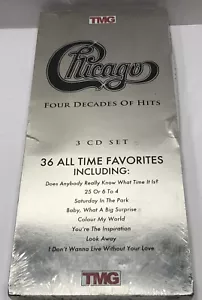 TMG
Chicago
FOUR DECADES OF HITS
3 CD SET
36 ALL TIME FAVORITES
INCLUDING:
Does Anybody Really Know What Time It Is?
25 Or 6 To 4
Saturday In The Park
Baby, What A Big Surprise
Colour My World
You're The Inspiration
Look Away
I Don't Wanna Live Without Your Love
TMG